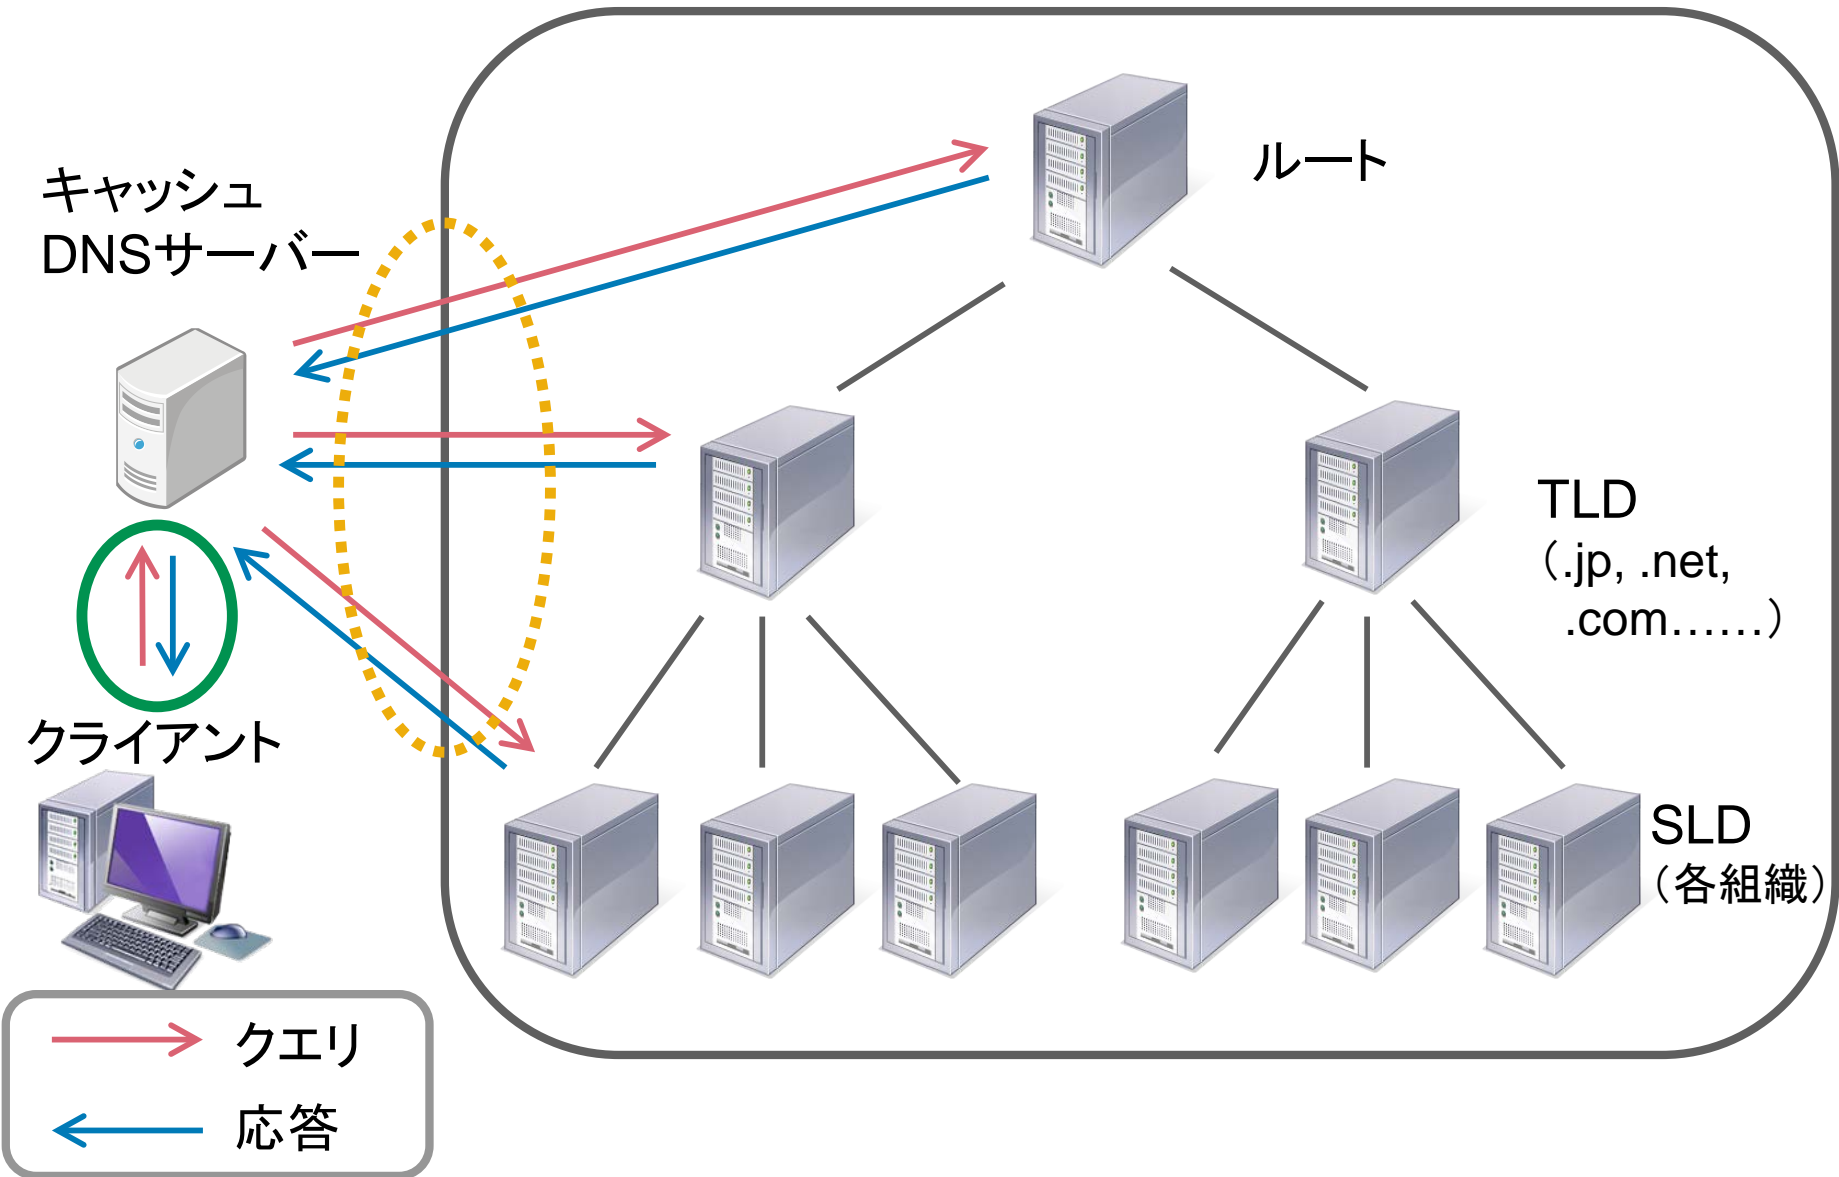 ルート
キャッシュ
DNSサーバー
TLD
（.jp, .net,
.com……）
クライアント
SLD
（各組織）
クエリ
応答